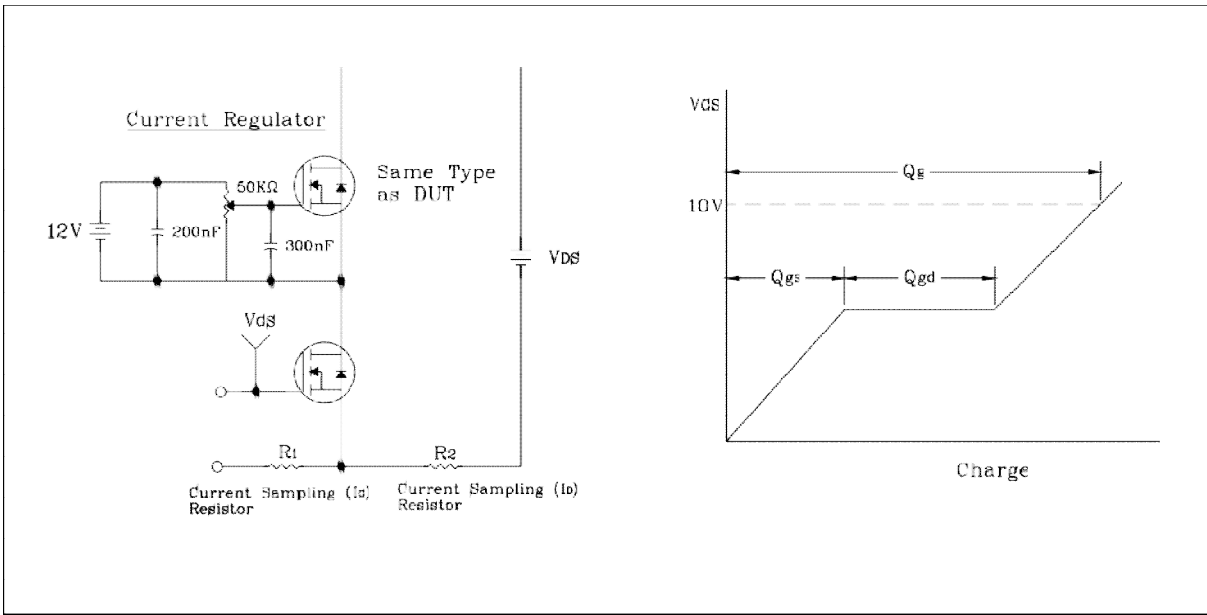 Current Regulator
50KΩ
Same Type
as DUT
12V
200nF
300nF
VDS
VGS
R1
R2
Current Sampling (IG)
Resistor
Current Sampling (ID)
Resistor
VGS
Qg
10V
Qgs
Qgd
Charge